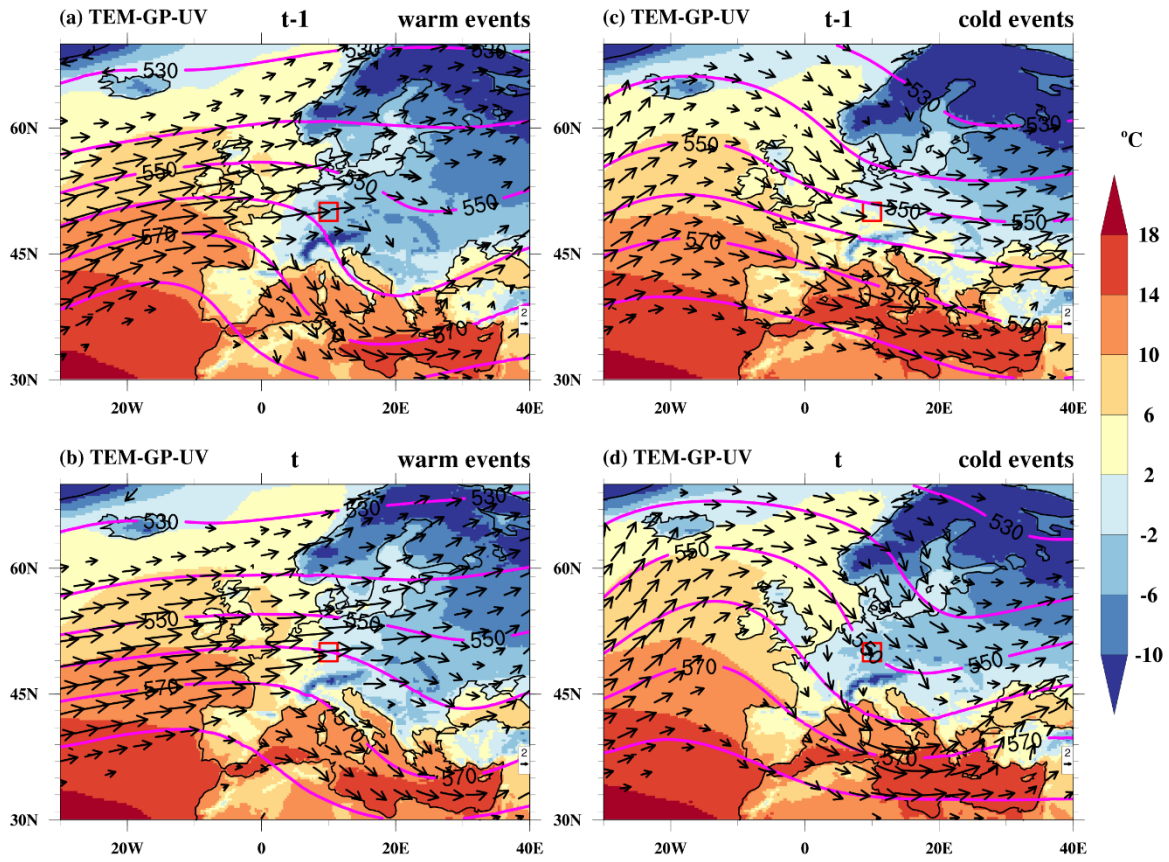 (a) TEM-GP-UV t-1 warm events
530
550
550
550
570
570
60N
45N
30N
20W 0 20E 40E
2
(c) TEM-GP-UV t-1 cold events
530
530
550
550
570
570
60N
45N
30N
20W 0 20E 40E
2
(b) TEM-GP-UV t warm events
530
530
550
550
570
570
60N
45N
30N
20W 0 20E 40E
2
(d) TEM-GP-UV t cold events
530
550
550
570
570
60N
45N
30N
20W 0 20E 40E
2
°C
18
14
10
6
2
-2
-6
-10